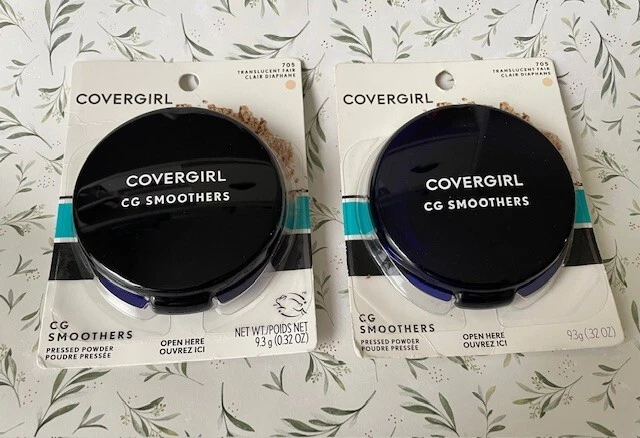 705
TRANSLUCENT FAIR
CLAIR DIAPHANE
COVERGIRL
COVERGIRL
CG SMOOTHERS
CG
SMOOTHERS
PRESSED POWDER
POUDRE PRESSÉE
OPEN HERE
OUVREZ ICI
NET WT./POIDS NET
9.3 g (0.32 OZ)
705
TRANSLUCENT FAIR
CLAIR DIAPHANE
COVERGIRL
COVERGIRL
CG SMOOTHERS
CG
SMOOTHERS
PRESSED POWDER
POUDRE PRESSÉE
OPEN HERE
OUVREZ ICI
9.3g (.32 OZ)